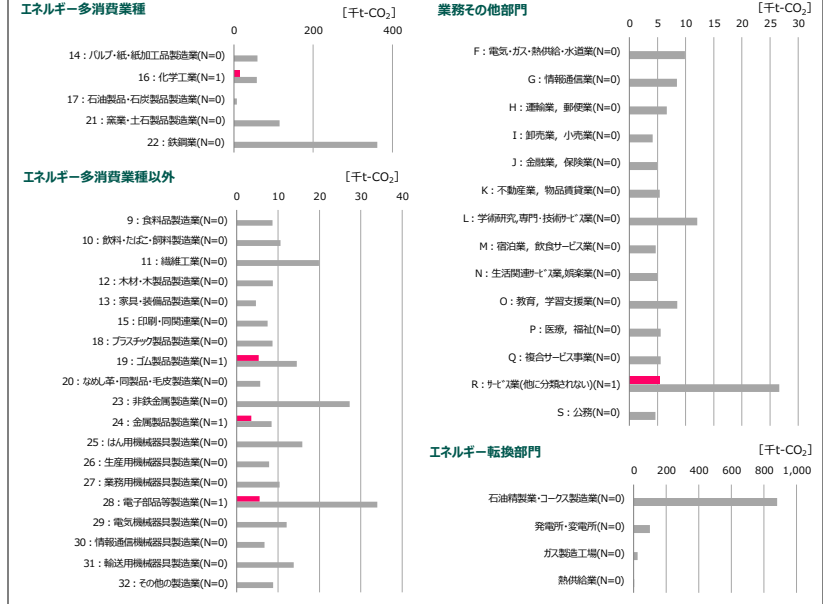 エネルギー多消費業種
[千t-CO₂]
0 200 400
14：パルプ・紙・紙加工品製造業(N=0)
16：化学工業(N=1)
17：石油製品・石炭製品製造業(N=0)
21：窯業・土石製品製造業(N=0)
22：鉄鋼業(N=0)
エネルギー多消費業種以外
[千t-CO₂]
0 10 20 30 40
9：食料品製造業(N=0)
10：飲料・たばこ・飼料製造業(N=0)
11：繊維工業(N=0)
12：木材・木製品製造業(N=0)
13：家具・装備品製造業(N=0)
15：印刷・同関連業(N=0)
18：プラスチック製品製造業(N=0)
19：ゴム製品製造業(N=1)
20：なめし革・同製品・毛皮製造業(N=0)
23：非鉄金属製造業(N=0)
24：金属製品製造業(N=1)
25：はん用機械器具製造業(N=0)
26：生産用機械器具製造業(N=0)
27：業務用機械器具製造業(N=0)
28：電子部品等製造業(N=1)
29：電気機械器具製造業(N=0)
30：情報通信機械器具製造業(N=0)
31：輸送用機械器具製造業(N=0)
32：その他の製造業(N=0)
業務その他部門
[千t-CO₂]
0 5 10 15 20 25 30
F：電気・ガス・熱供給・水道業(N=0)
G：情報通信業(N=0)
H：運輸業，郵便業(N=0)
I：卸売業，小売業(N=0)
J：金融業，保険業(N=0)
K：不動産業，物品賃貸業(N=0)
L：学術研究,専門・技術ｻｰﾋﾞｽ業(N=0)
M：宿泊業，飲食サービス業(N=0)
N：生活関連ｻｰﾋﾞｽ業,娯楽業(N=0)
O：教育，学習支援業(N=0)
P：医療，福祉(N=0)
Q：複合サービス事業(N=0)
R：ｻｰﾋﾞｽ業(他に分類されない)(N=1)
S：公務(N=0)
エネルギー転換部門
[千t-CO₂]
0 200 400 600 800 1,000
石油精製業・コークス製造業(N=0)
発電所・変電所(N=0)
ガス製造工場(N=0)
熱供給業(N=0)